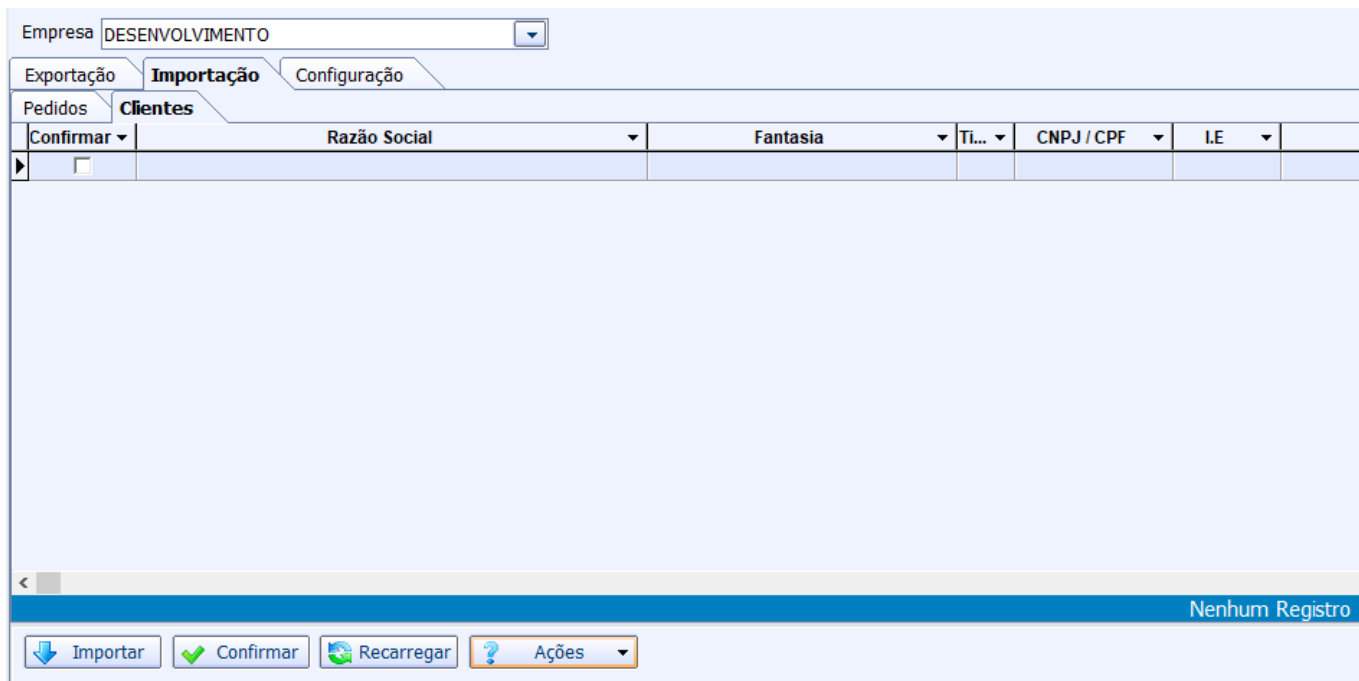 Empresa DESENVOLVIMENTO
Exportação Importação Configuração
Pedidos Clientes
Confirmar Razão Social Fantasia Ti... CNPJ / CPF I.E
Nenhum Registro
Importar Confirmar Recarregar Ações